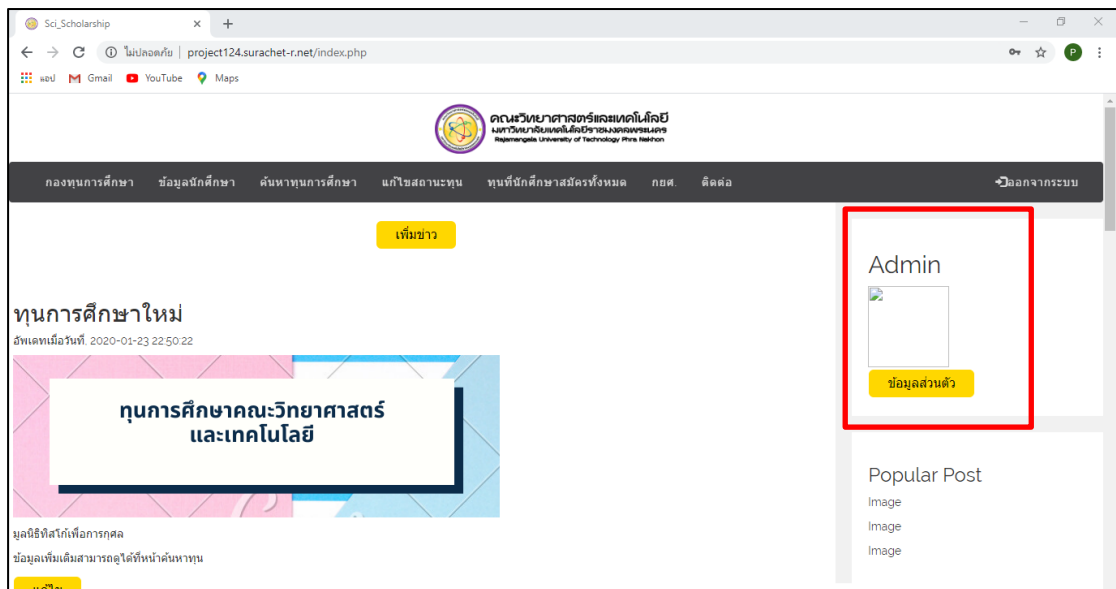 Sci_Scholarship
ไม่ปลอดภัย | project124.surachet-r.net/index.php
P
แอป Gmail YouTube Maps
คณะวิทยาศาสตร์และเทคโนโลยี
มหาวิทยาลัยเทคโนโลยีราชมงคลพระนคร
Rajamangala University of Technology Phra Nakhon
กองทุนการศึกษา ข้อมูลนักศึกษา ค้นหาทุนการศึกษา แก้ไขสถานะทุน ทุนที่นักศึกษาสมัครทั้งหมด กยศ. ติดต่อ ออกจากระบบ
เพิ่มข่าว
Admin
ข้อมูลส่วนตัว
ทุนการศึกษาใหม่
อัพเดทเมื่อวันที่. 2020-01-23 22:50:22
ทุนการศึกษาคณะวิทยาศาสตร์
และเทคโนโลยี
มูลนิธิทิสโก้เพื่อการกุศล
ข้อมูลเพิ่มเติมสามารถดูได้ที่หน้าค้นหาทุน
แก้ไข
Popular Post
Image
Image
Image